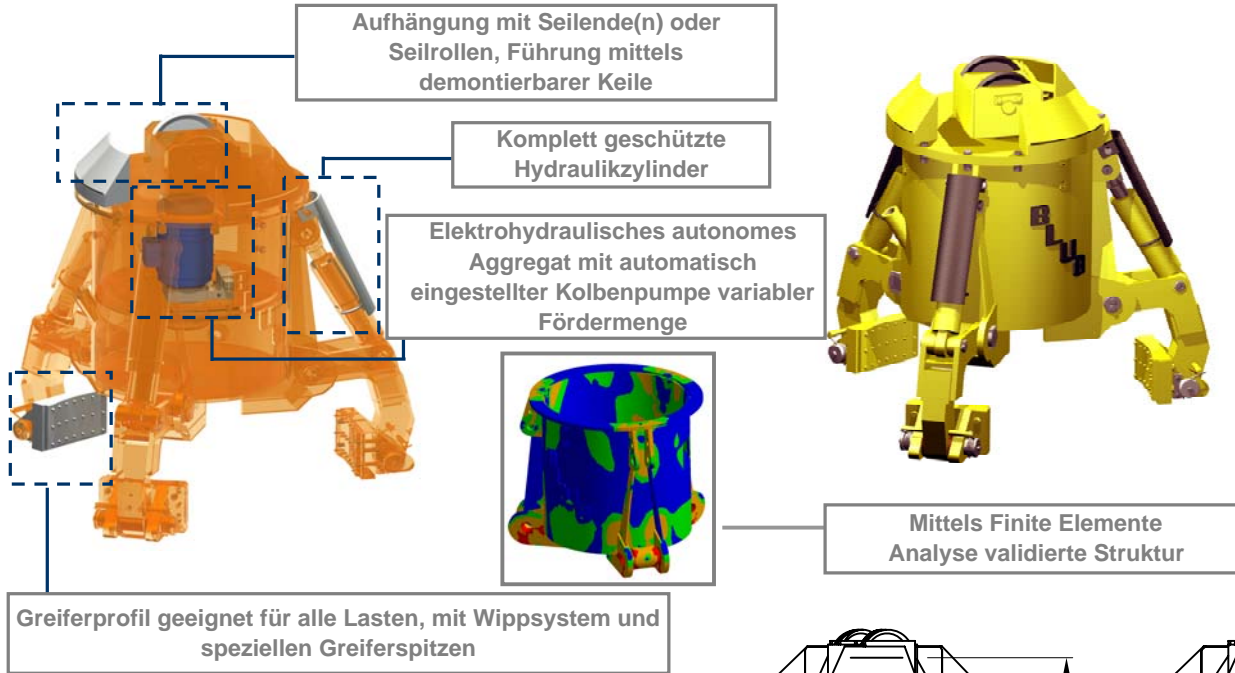 Aufhängung mit Seilende(n) oder
Seilrollen, Führung mittels
demontierbarer Keile
Komplett geschützte
Hydraulikzylinder
Elektrohydraulisches autonomes
Aggregat mit automatisch
eingestellter Kolbenpumpe variabler
Fördermenge
BLUG
Mittels Finite Elemente
Analyse validierte Struktur
Greiferprofil geeignet für alle Lasten, mit Wippsystem und
speziellen Greiferspitzen